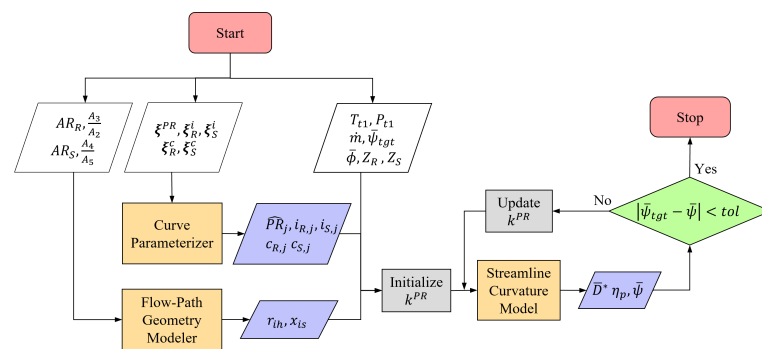 Start
AR_R, A_3/A_2
AR_S, A_4/A_5
ξ^PR, ξ_R^i, ξ_S^i
ξ_R^c, ξ_S^c
T_t1, P_t1
ṁ, ψ̄_tgt
ϕ̄, Z_R, Z_S
Stop
Yes
No
|ψ̄_tgt − ψ̄| < tol
Update
k^PR
Curve
Parameterizer
P̂R_j, i_R,j, i_S,j
c_R,j c_S,j
Initialize
k^PR
Streamline
Curvature
Model
D̄* η_p, ψ̄
Flow-Path
Geometry
Modeler
r_ih, x_is